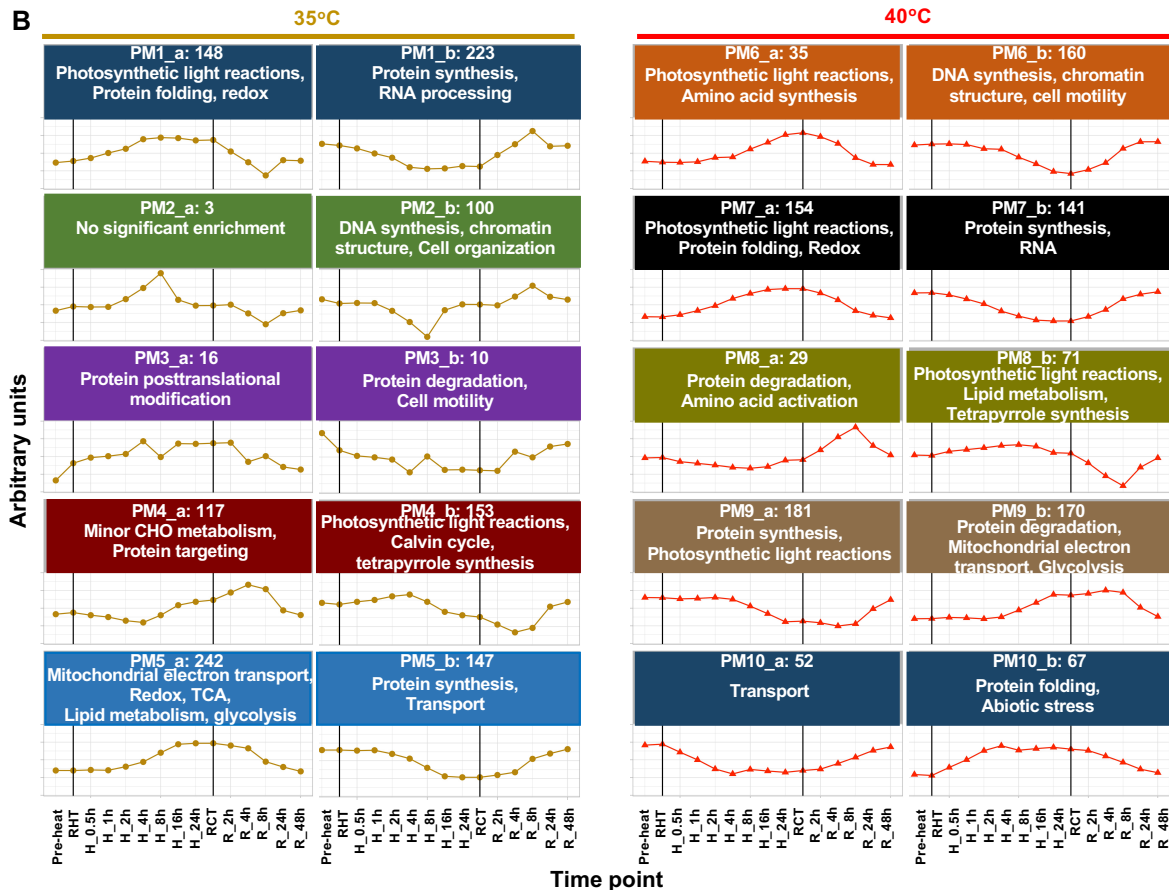 B
35°C
40°C
PM1_a: 148
Photosynthetic light reactions,
Protein folding, redox
PM1_b: 223
Protein synthesis,
RNA processing
PM6_a: 35
Photosynthetic light reactions,
Amino acid synthesis
PM6_b: 160
DNA synthesis, chromatin
structure, cell motility
PM2_a: 3
No significant enrichment
PM2_b: 100
DNA synthesis, chromatin
structure, Cell organization
PM7_a: 154
Photosynthetic light reactions,
Protein folding, Redox
PM7_b: 141
Protein synthesis,
RNA
PM3_a: 16
Protein posttranslational
modification
PM3_b: 10
Protein degradation,
Cell motility
PM8_a: 29
Protein degradation,
Amino acid activation
PM8_b: 71
Photosynthetic light reactions,
Lipid metabolism,
Tetrapyrrole synthesis
PM4_a: 117
Minor CHO metabolism,
Protein targeting
PM4_b: 153
Photosynthetic light reactions,
Calvin cycle,
tetrapyrrole synthesis
PM9_a: 181
Protein synthesis,
Photosynthetic light reactions
PM9_b: 170
Protein degradation,
Mitochondrial electron
transport, Glycolysis
PM5_a: 242
Mitochondrial electron transport,
Redox, TCA,
Lipid metabolism, glycolysis
PM5_b: 147
Protein synthesis,
Transport
PM10_a: 52
Transport
PM10_b: 67
Protein folding,
Abiotic stress
Arbitrary units
Pre-heat
RHT
H_0.5h
H_1h
H_2h
H_4h
H_8h
H_16h
H_24h
RCT
R_2h
R_4h
R_8h
R_24h
R_48h
Pre-heat
RHT
H_0.5h
H_1h
H_2h
H_4h
H_8h
H_16h
H_24h
RCT
R_2h
R_4h
R_8h
R_24h
R_48h
Pre-heat
RHT
H_0.5h
H_1h
H_2h
H_4h
H_8h
H_16h
H_24h
RCT
R_2h
R_4h
R_8h
R_24h
R_48h
Pre-heat
RHT
H_0.5h
H_1h
H_2h
H_4h
H_8h
H_16h
H_24h
RCT
R_2h
R_4h
R_8h
R_24h
R_48h
Time point